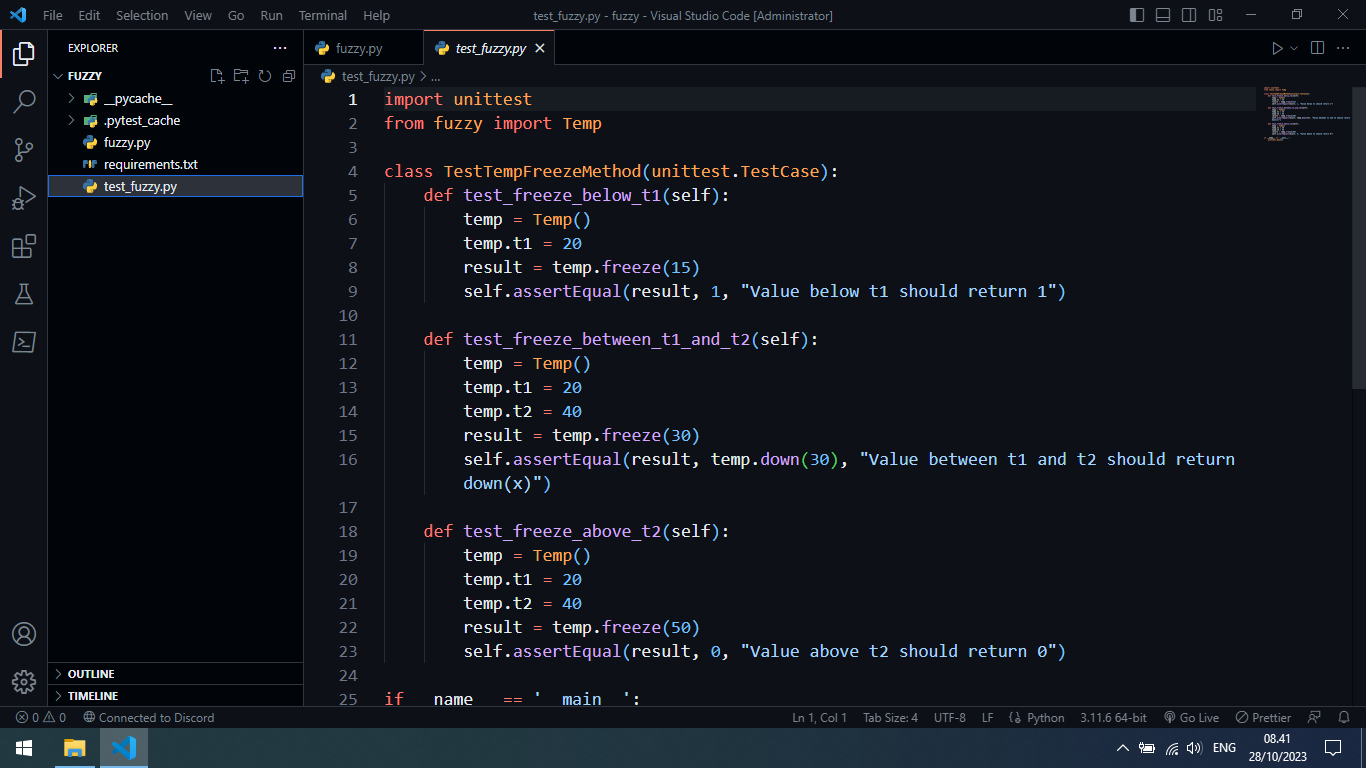 File Edit Selection View Go Run Terminal Help
test_fuzzy.py - fuzzy - Visual Studio Code [Administrator]
EXPLORER
FUZZY
__pycache__
.pytest_cache
fuzzy.py
requirements.txt
test_fuzzy.py
OUTLINE
TIMELINE
fuzzy.py
test_fuzzy.py
test_fuzzy.py > ...
1 import unittest
2 from fuzzy import Temp
3
4 class TestTempFreezeMethod(unittest.TestCase):
5 def test_freeze_below_t1(self):
6 temp = Temp()
7 temp.t1 = 20
8 result = temp.freeze(15)
9 self.assertEqual(result, 1, "Value below t1 should return 1")
10
11 def test_freeze_between_t1_and_t2(self):
12 temp = Temp()
13 temp.t1 = 20
14 temp.t2 = 40
15 result = temp.freeze(30)
16 self.assertEqual(result, temp.down(30), "Value between t1 and t2 should return
down(x)")
17
18 def test_freeze_above_t2(self):
19 temp = Temp()
20 temp.t1 = 20
21 temp.t2 = 40
22 result = temp.freeze(50)
23 self.assertEqual(result, 0, "Value above t2 should return 0")
24
25 if __name__ == '__main__':
0 0 Connected to Discord
Ln 1, Col 1 Tab Size: 4 UTF-8 LF Python 3.11.6 64-bit Go Live Prettier
ENG
08.41
28/10/2023